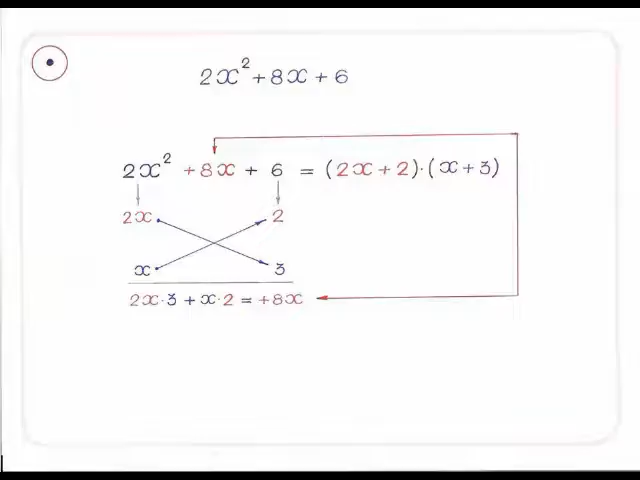 2x² + 8x + 6
2x² + 8x + 6 = (2x + 2)·(x + 3)
2x 2
x 3
2x·3 + x·2 = +8x